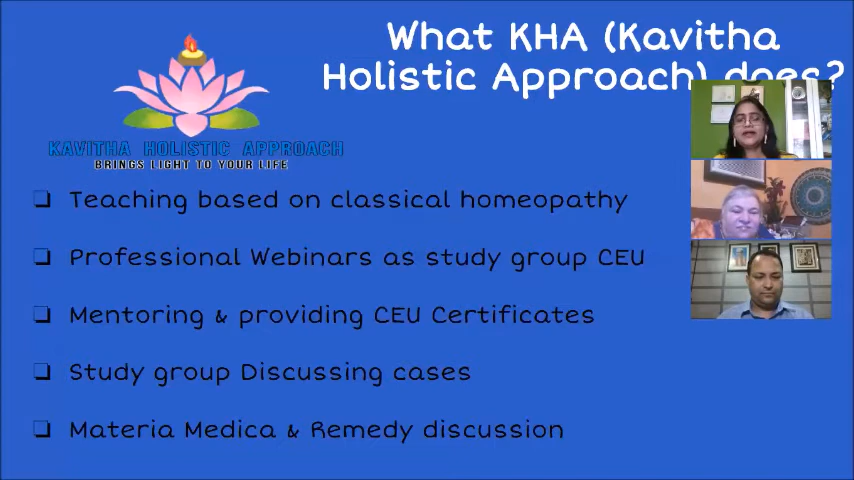 What KHA (Kavitha
Holistic Approach) does?
KAVITHA HOLISTIC APPROACH
BRINGS LIGHT TO YOUR LIFE
Teaching based on classical homeopathy
Professional Webinars as study group CEU
Mentoring & providing CEU Certificates
Study group Discussing cases
Materia Medica & Remedy discussion